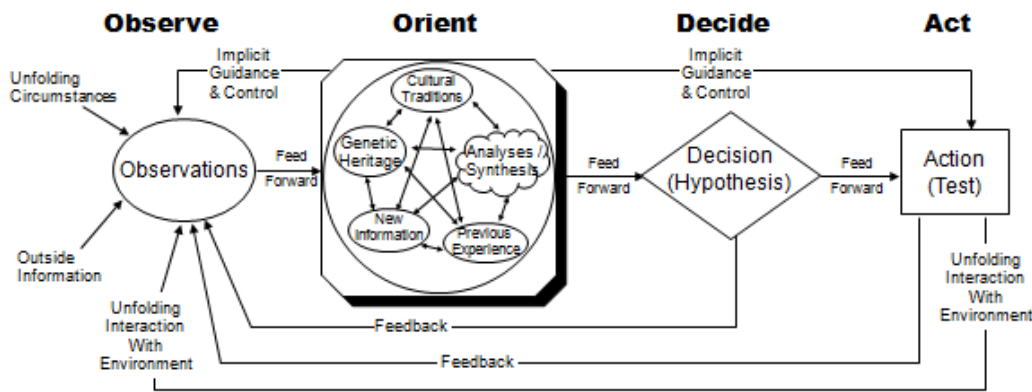 Observe
Orient
Decide
Act
Implicit
Guidance
& Control
Implicit
Guidance
& Control
Unfolding
Circumstances
Cultural
Traditions
Genetic
Heritage
Analyses /
Synthesis
New
Information
Previous
Experience
Observations
Feed
Forward
Feed
Forward
Decision
(Hypothesis)
Feed
Forward
Action
(Test)
Outside
Information
Unfolding
Interaction
With
Environment
Feedback
Feedback
Unfolding
Interaction
With
Environment